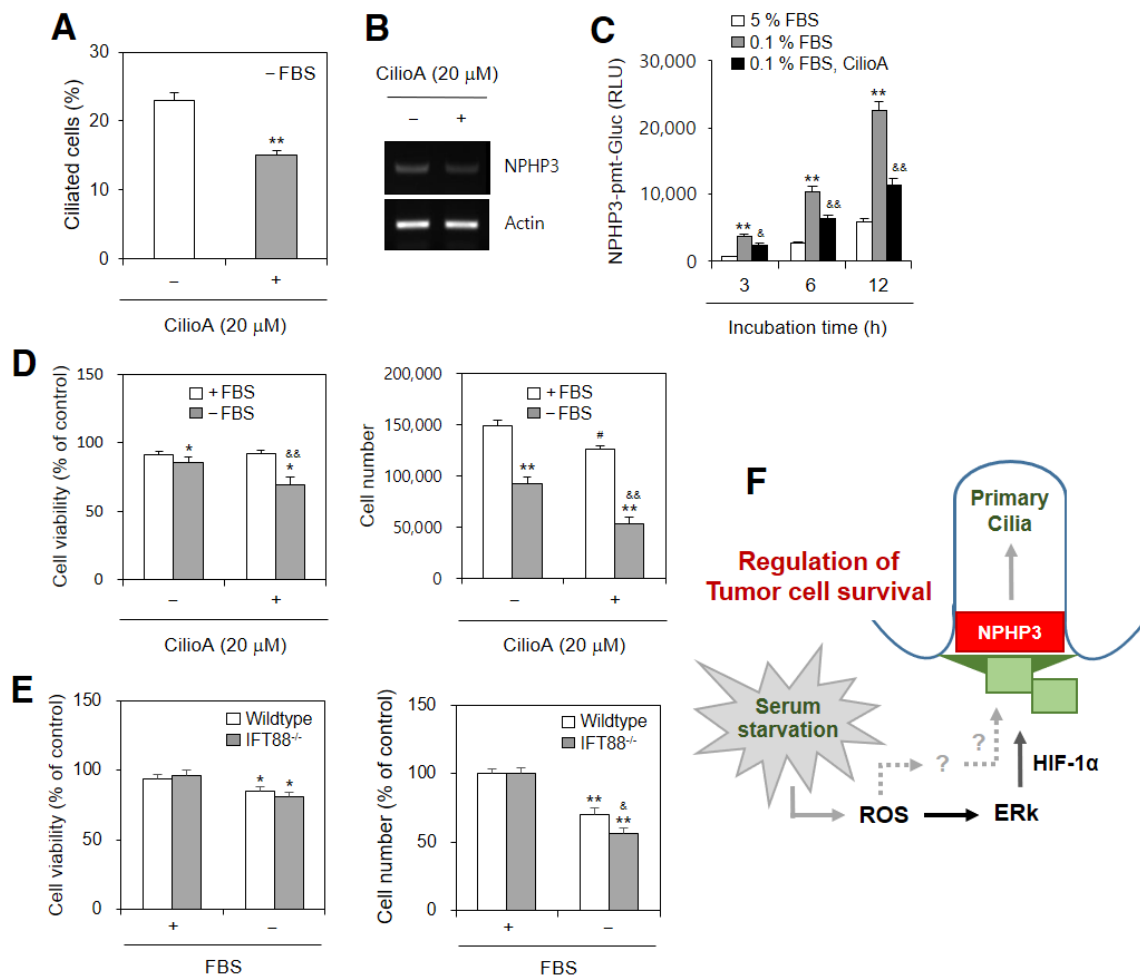 A
Ciliated cells (%)
30
20
10
0
– FBS
**
–
+
CilioA (20 μM)
B
CilioA (20 μM)
–
+
NPHP3
Actin
C
5 % FBS
0.1 % FBS
0.1 % FBS, CilioA
NPHP3-pmt-Gluc (RLU)
30,000
20,000
10,000
0
**
&
**
&&
**
&&
3
6
12
Incubation time (h)
D
Cell viability (% of control)
150
100
50
0
+ FBS
– FBS
*
&&
*
–
+
CilioA (20 μM)
Cell number
200,000
150,000
100,000
50,000
0
+ FBS
– FBS
**
#
&&
**
–
+
CilioA (20 μM)
E
Cell viability (% of control)
150
100
50
0
Wildtype
IFT88-/-
*
*
+
–
FBS
Cell number (% of control)
150
100
50
0
Wildtype
IFT88-/-
**
&
**
+
–
FBS
F
Primary
Cilia
Regulation of
Tumor cell survival
NPHP3
Serum
starvation
?
?
HIF-1α
ROS
ERk